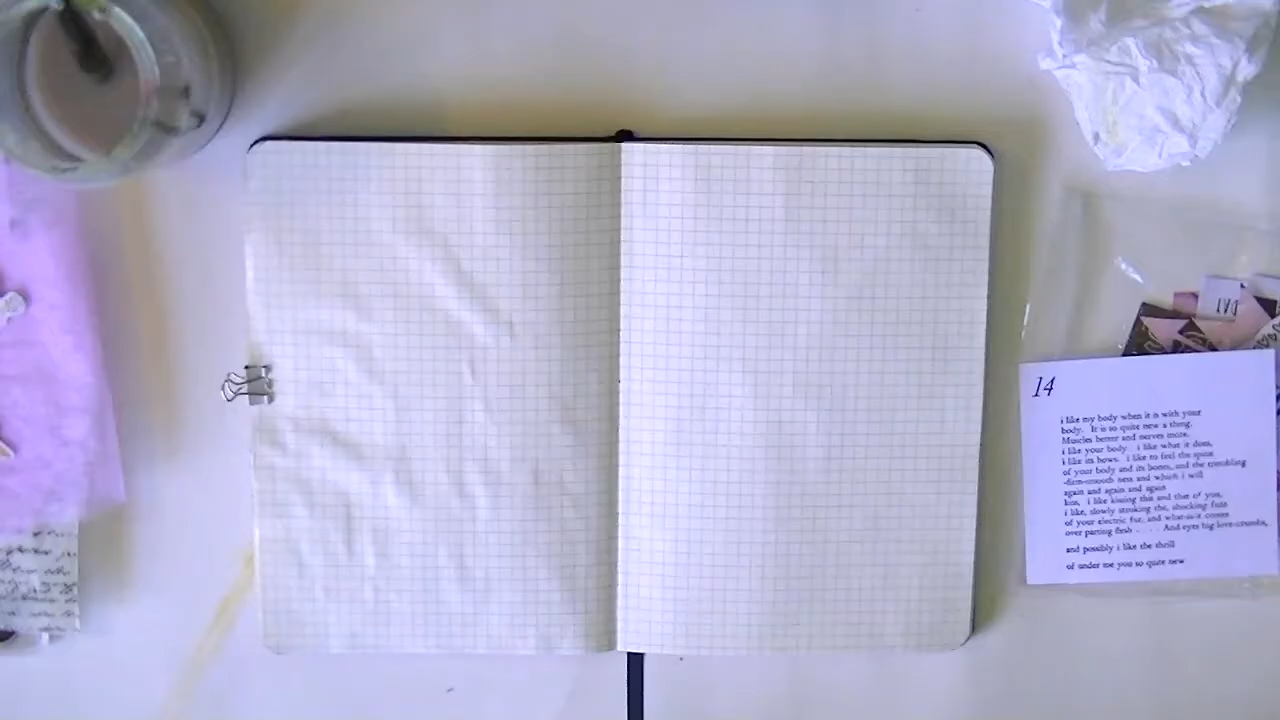 DAT
14
i like my body when it is with your
body. It is so quite new a thing.
Muscles better and nerves more.
i like your body. i like what it does,
i like its hows. i like to feel the spine
of your body and its bones, and the trembling
-firm-smooth ness and which i will
again and again and again
kiss, i like kissing this and that of you,
i like, slowly stroking the, shocking fuzz
of your electric fur, and what-is-it comes
over parting flesh . . . . And eyes big love-crumbs,
and possibly i like the thrill
of under me you so quite new